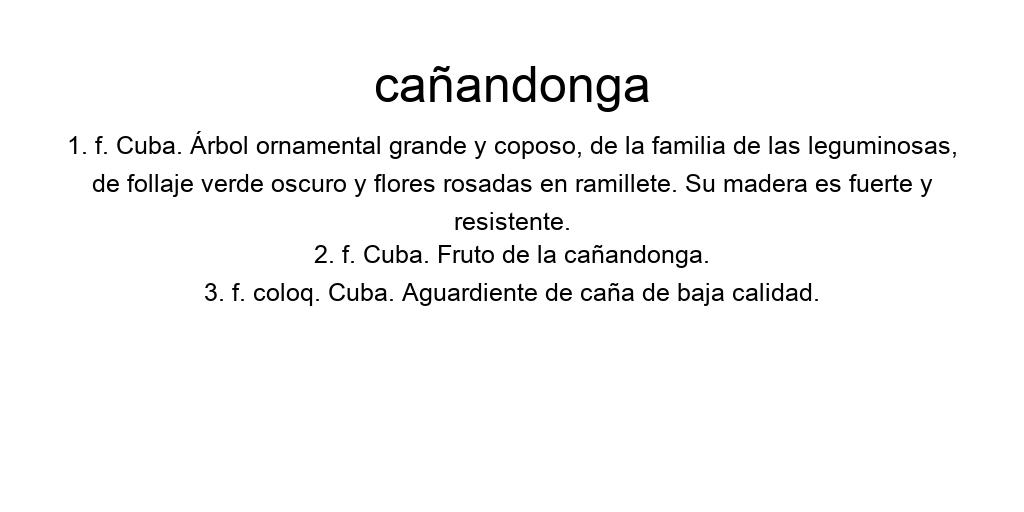 cañandonga
1. f. Cuba. Árbol ornamental grande y coposo, de la familia de las leguminosas,
de follaje verde oscuro y flores rosadas en ramillete. Su madera es fuerte y
resistente.
2. f. Cuba. Fruto de la cañandonga.
3. f. coloq. Cuba. Aguardiente de caña de baja calidad.